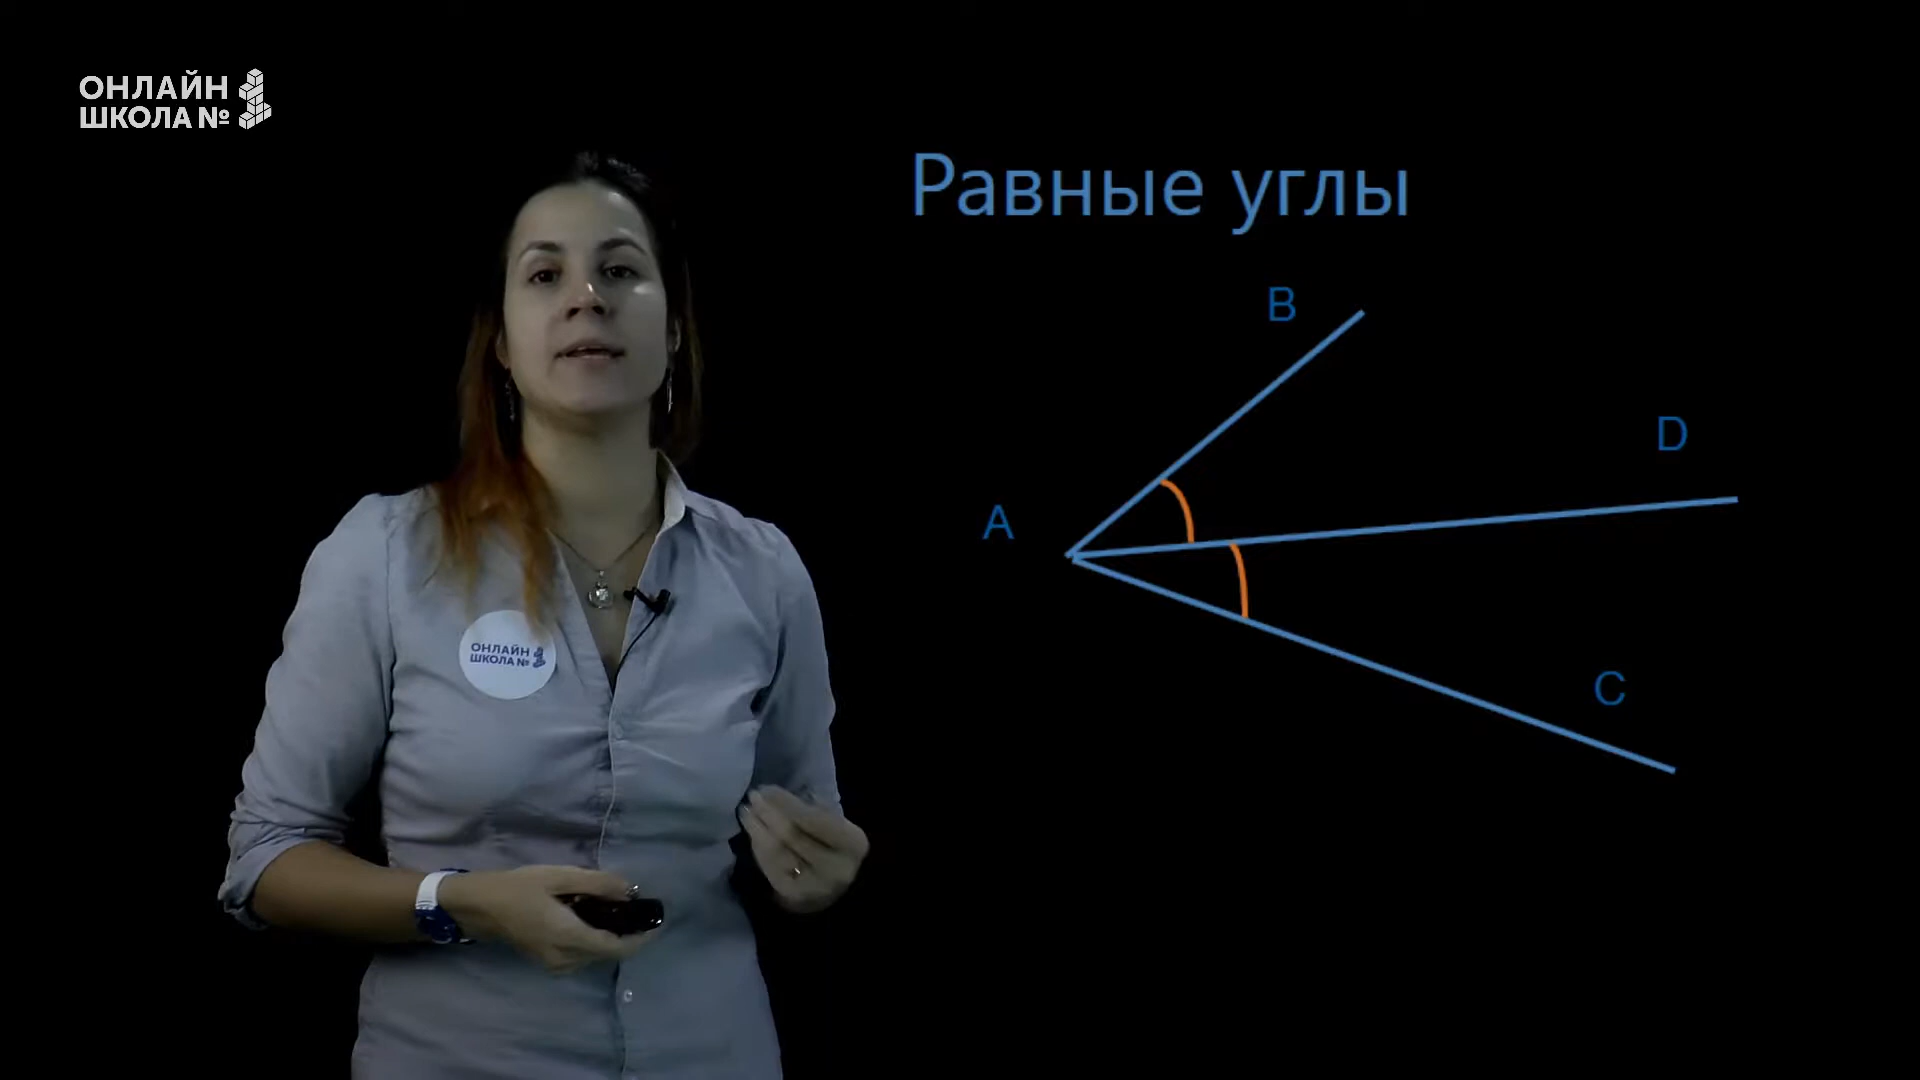 ОНЛАЙН
ШКОЛА №
Равные углы
B
D
A
C
ОНЛАЙН
ШКОЛА №